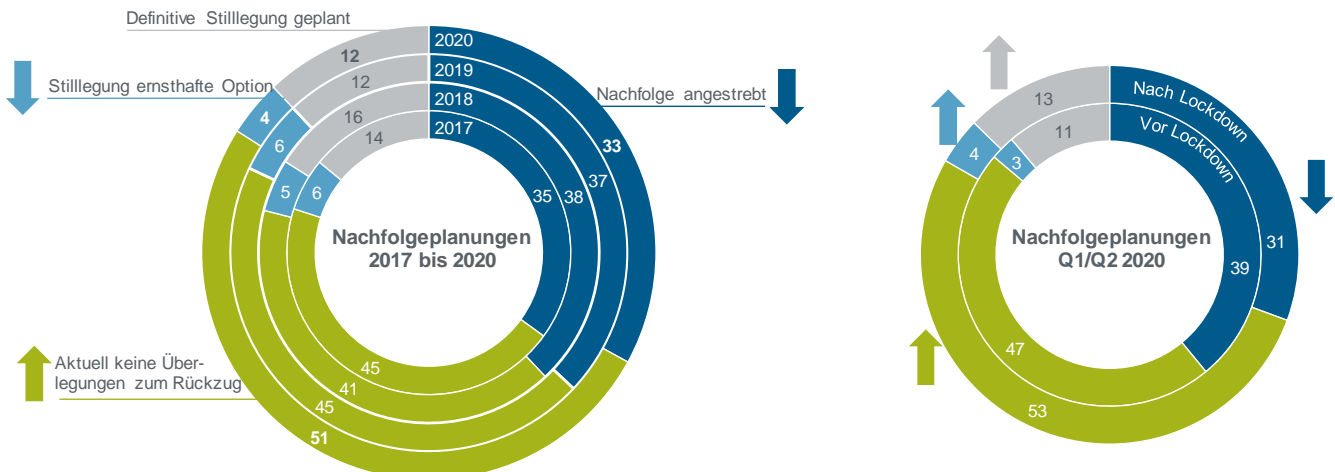 Definitive Stilllegung geplant
Stilllegung ernsthafte Option
Nachfolge angestrebt
Aktuell keine Über-
legungen zum Rückzug
2020
2019
2018
2017
12
12
16
14
4
6
5
6
33
37
38
35
45
41
45
51
Nachfolgeplanungen
2017 bis 2020
Nach Lockdown
Vor Lockdown
13
11
4
3
31
39
47
53
Nachfolgeplanungen
Q1/Q2 2020